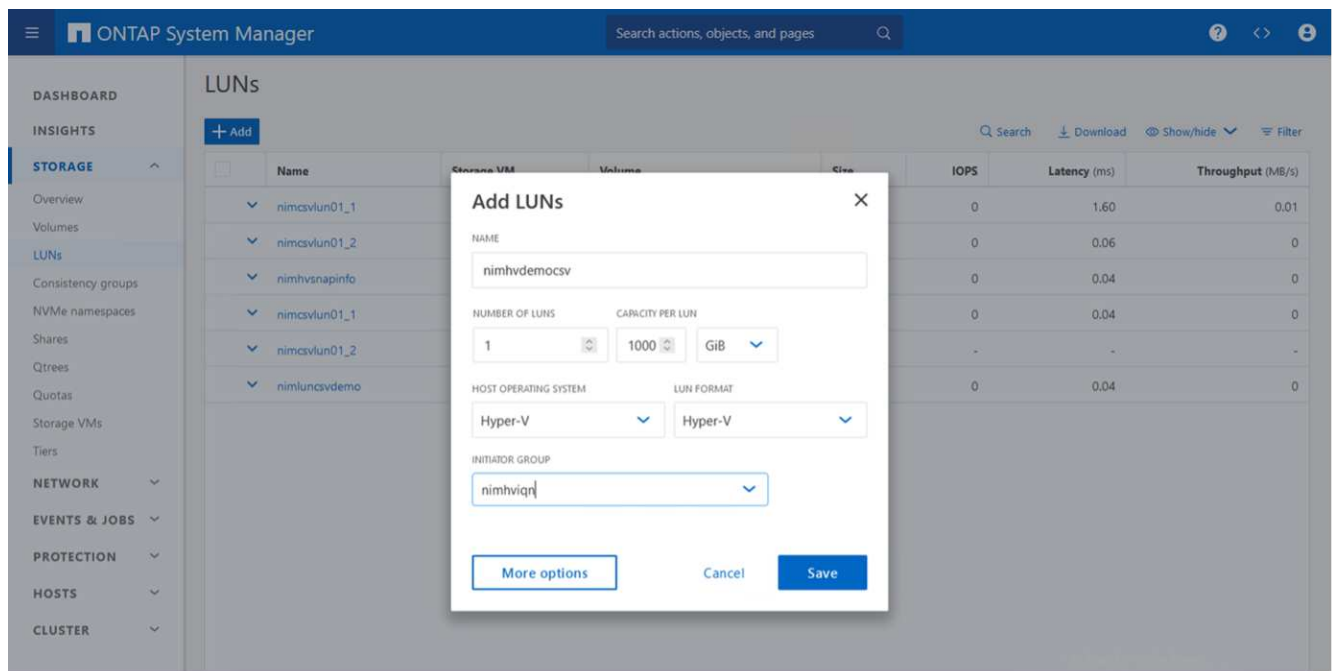 ONTAP System Manager
Search actions, objects, and pages
DASHBOARD
INSIGHTS
STORAGE
Overview
Volumes
LUNs
Consistency groups
NVMe namespaces
Shares
Qtrees
Quotas
Storage VMs
Tiers
NETWORK
EVENTS & JOBS
PROTECTION
HOSTS
CLUSTER
LUNs
+ Add
Search Download Show/hide Filter
Name Storage VM Volume Size IOPS Latency (ms) Throughput (MB/s)
nimcsvlun01_1 0 1.60 0.01
nimcsvlun01_2 0 0.06 0
nimhvsnapinfo 0 0.04 0
nimcsvlun01_1 0 0.04 0
nimcsvlun01_2 - - -
nimluncsvdemo 0 0.04 0
Add LUNs
NAME
nimhvdemocsv
NUMBER OF LUNS CAPACITY PER LUN
1 1000 GiB
HOST OPERATING SYSTEM LUN FORMAT
Hyper-V Hyper-V
INITIATOR GROUP
nimhviqn
More options Cancel Save